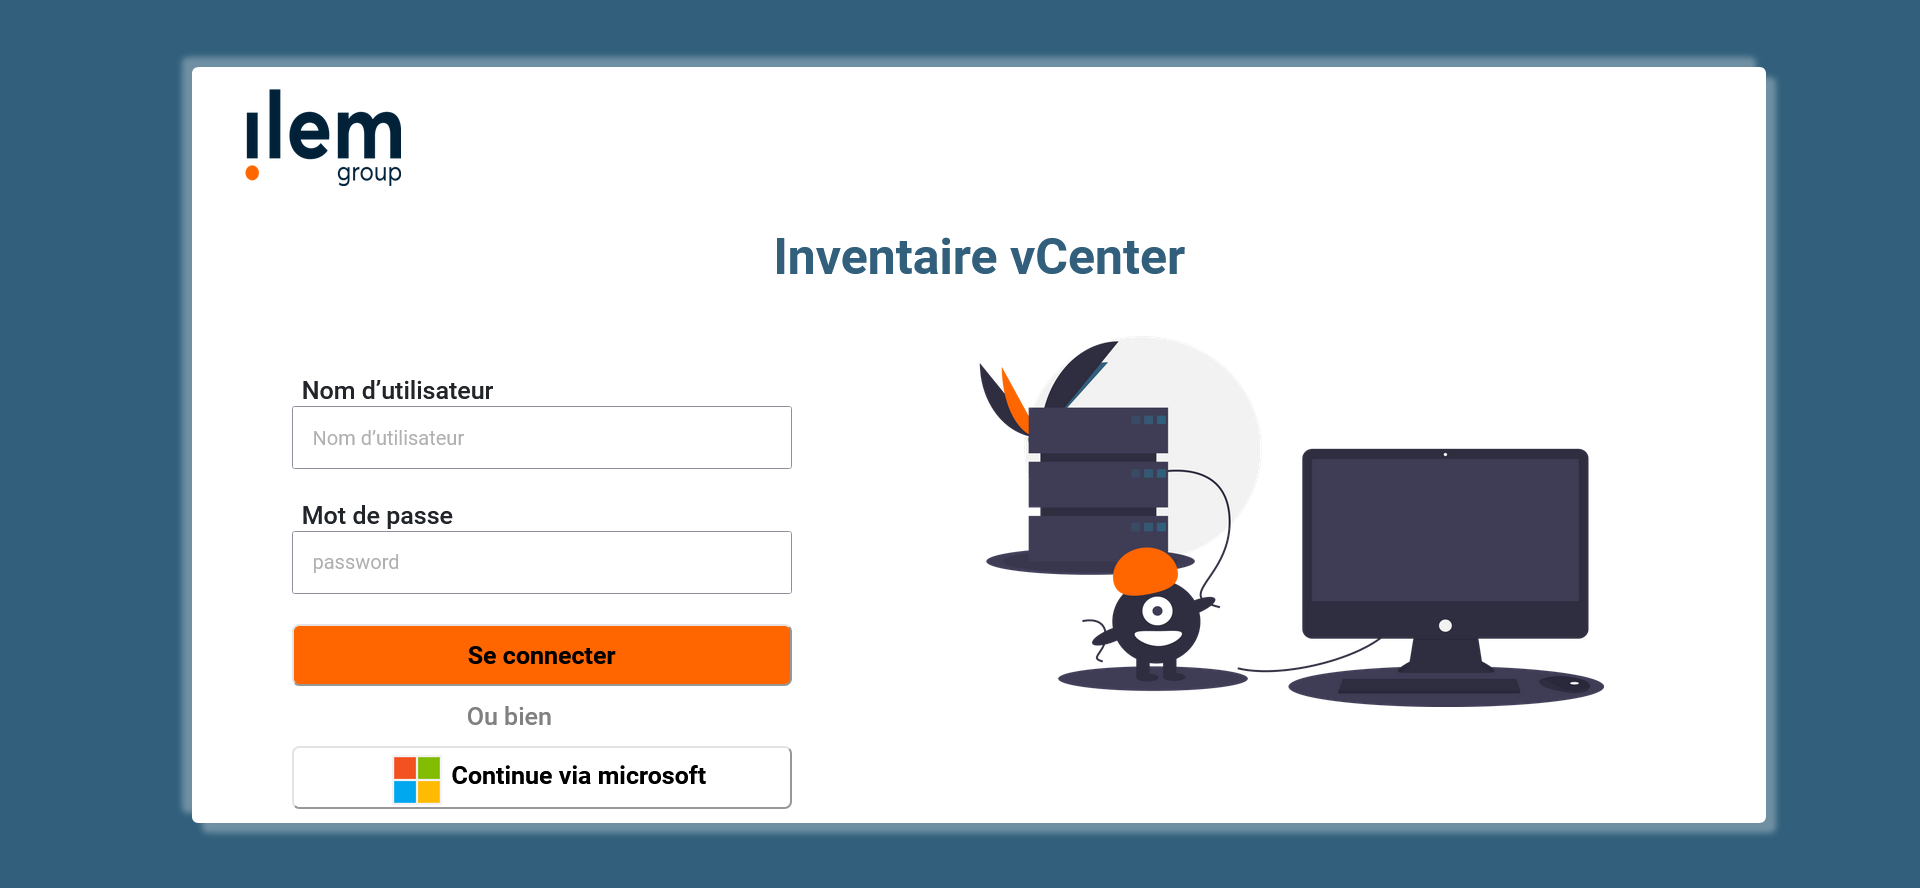 ilem
group
Inventaire vCenter
Nom d’utilisateur
Nom d’utilisateur
Mot de passe
password
Se connecter
Ou bien
Continue via microsoft